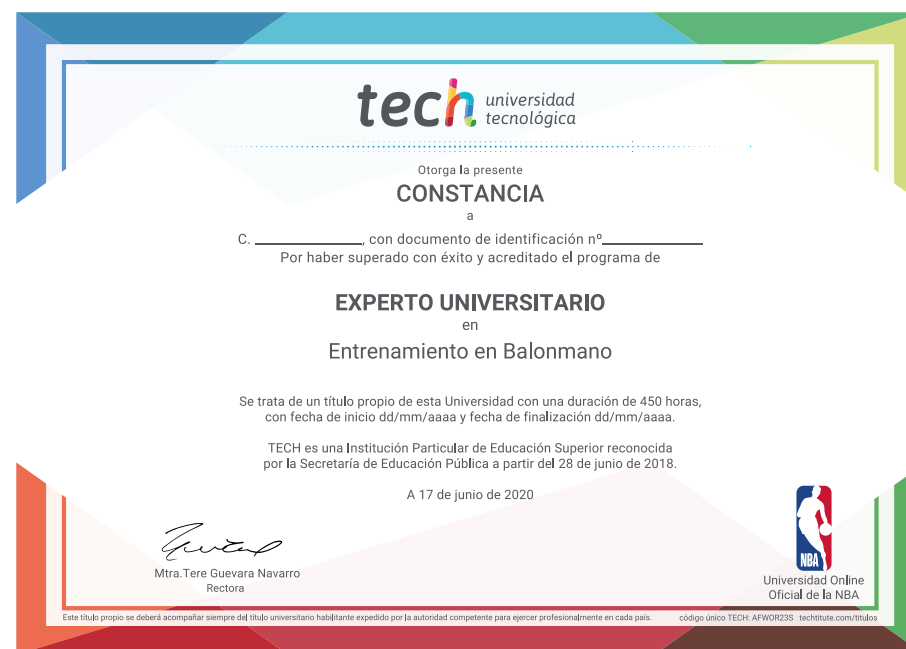 tech universidad tecnológica
Otorga la presente
CONSTANCIA
a
C. ____________, con documento de identificación nº____________
Por haber superado con éxito y acreditado el programa de
EXPERTO UNIVERSITARIO
en
Entrenamiento en Balonmano
Se trata de un título propio de esta Universidad con una duración de 450 horas,
con fecha de inicio dd/mm/aaaa y fecha de finalización dd/mm/aaaa.
TECH es una Institución Particular de Educación Superior reconocida
por la Secretaría de Educación Pública a partir del 28 de junio de 2018.
A 17 de junio de 2020
Mtra.Tere Guevara Navarro
Rectora
NBA
Universidad Online
Oficial de la NBA
Este título propio se deberá acompañar siempre del título universitario habilitante expedido por la autoridad competente para ejercer profesionalmente en cada país. código único TECH: AFWOR23S techtitute.com/titulos